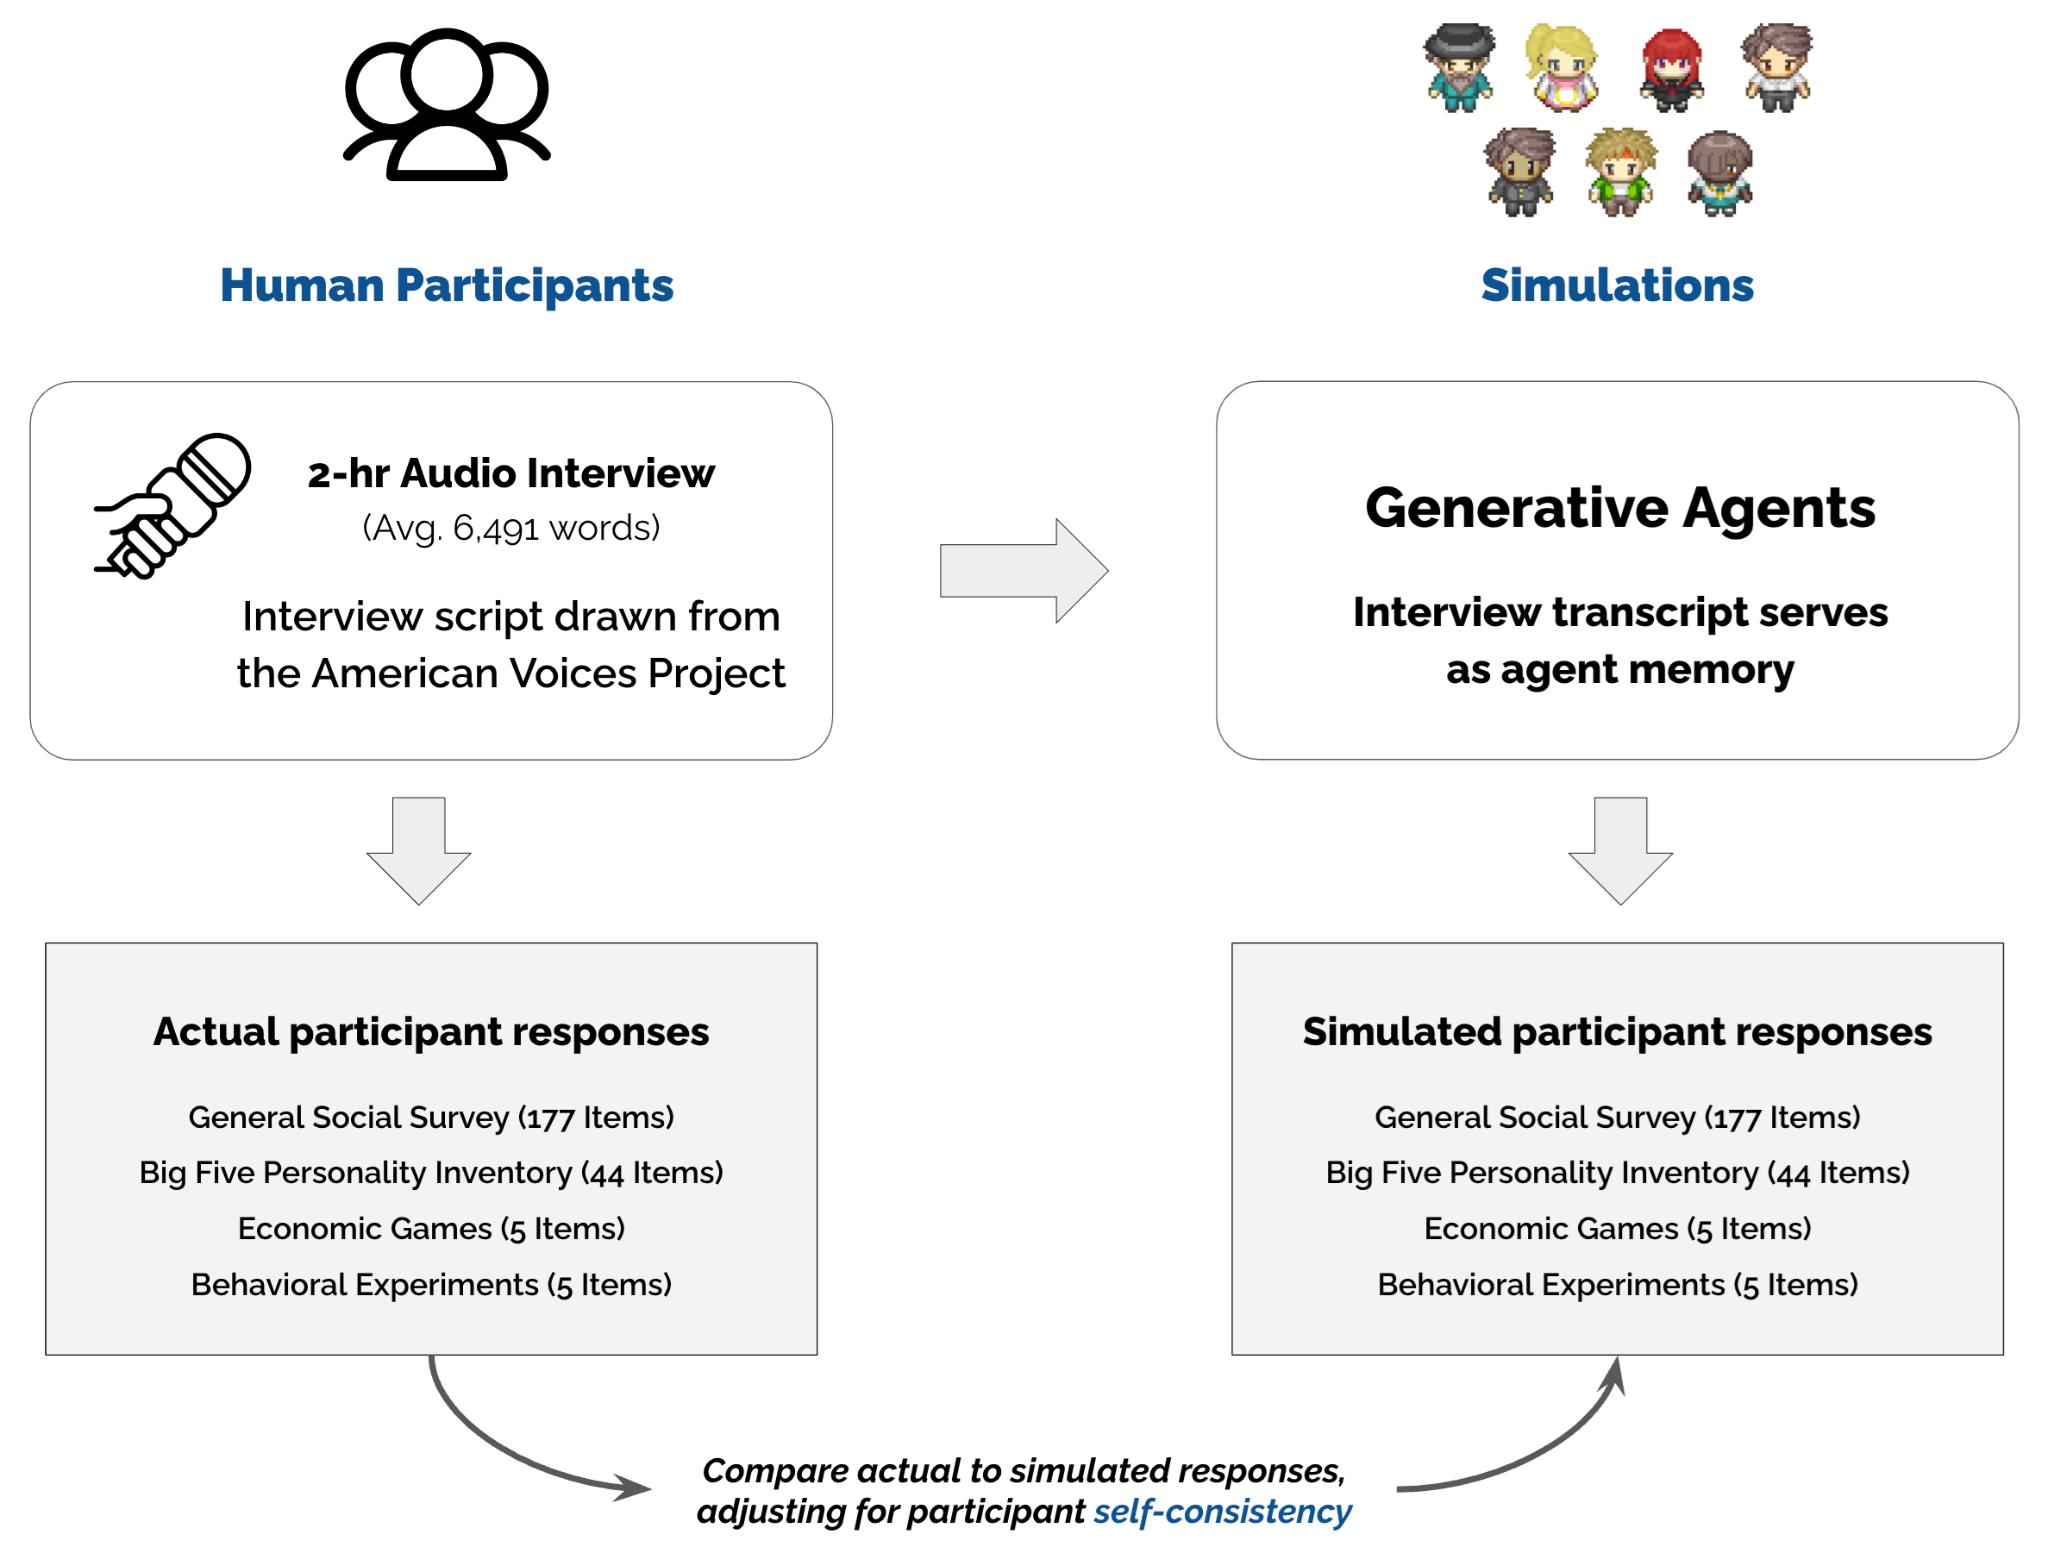 Human Participants
Simulations
2-hr Audio Interview
(Avg. 6,491 words)
Interview script drawn from
the American Voices Project
Generative Agents
Interview transcript serves
as agent memory
Actual participant responses
General Social Survey (177 Items)
Big Five Personality Inventory (44 Items)
Economic Games (5 Items)
Behavioral Experiments (5 Items)
Simulated participant responses
General Social Survey (177 Items)
Big Five Personality Inventory (44 Items)
Economic Games (5 Items)
Behavioral Experiments (5 Items)
Compare actual to simulated responses,
adjusting for participant self-consistency